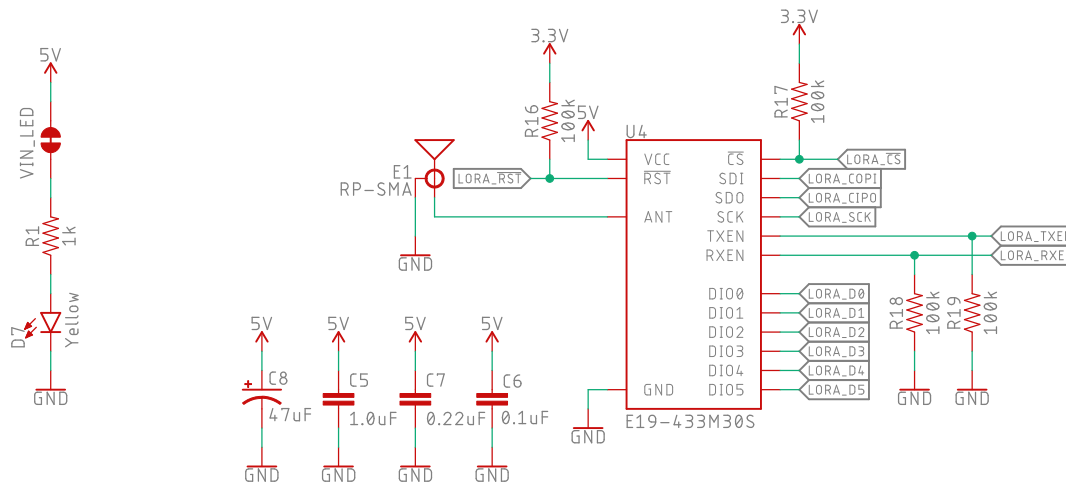 5V
VIN_LED
R1
1k
D7
Yellow
GND
5V
C8
47uF
GND
5V
C5
1.0uF
GND
5V
C7
0.22uF
GND
5V
C6
0.1uF
GND
E1
RP-SMA
GND
3.3V
R16
100k
LORA_RST
5V
U4
VCC
RST
ANT
GND
GND
CS
SDI
SDO
SCK
TXEN
RXEN
DIO0
DIO1
DIO2
DIO3
DIO4
DIO5
E19-433M30S
3.3V
R17
100k
LORA_CS
LORA_COPI
LORA_CIPO
LORA_SCK
LORA_TXEN
LORA_RXE
LORA_D0
LORA_D1
LORA_D2
LORA_D3
LORA_D4
LORA_D5
R18
100k
GND
R19
100k
GND